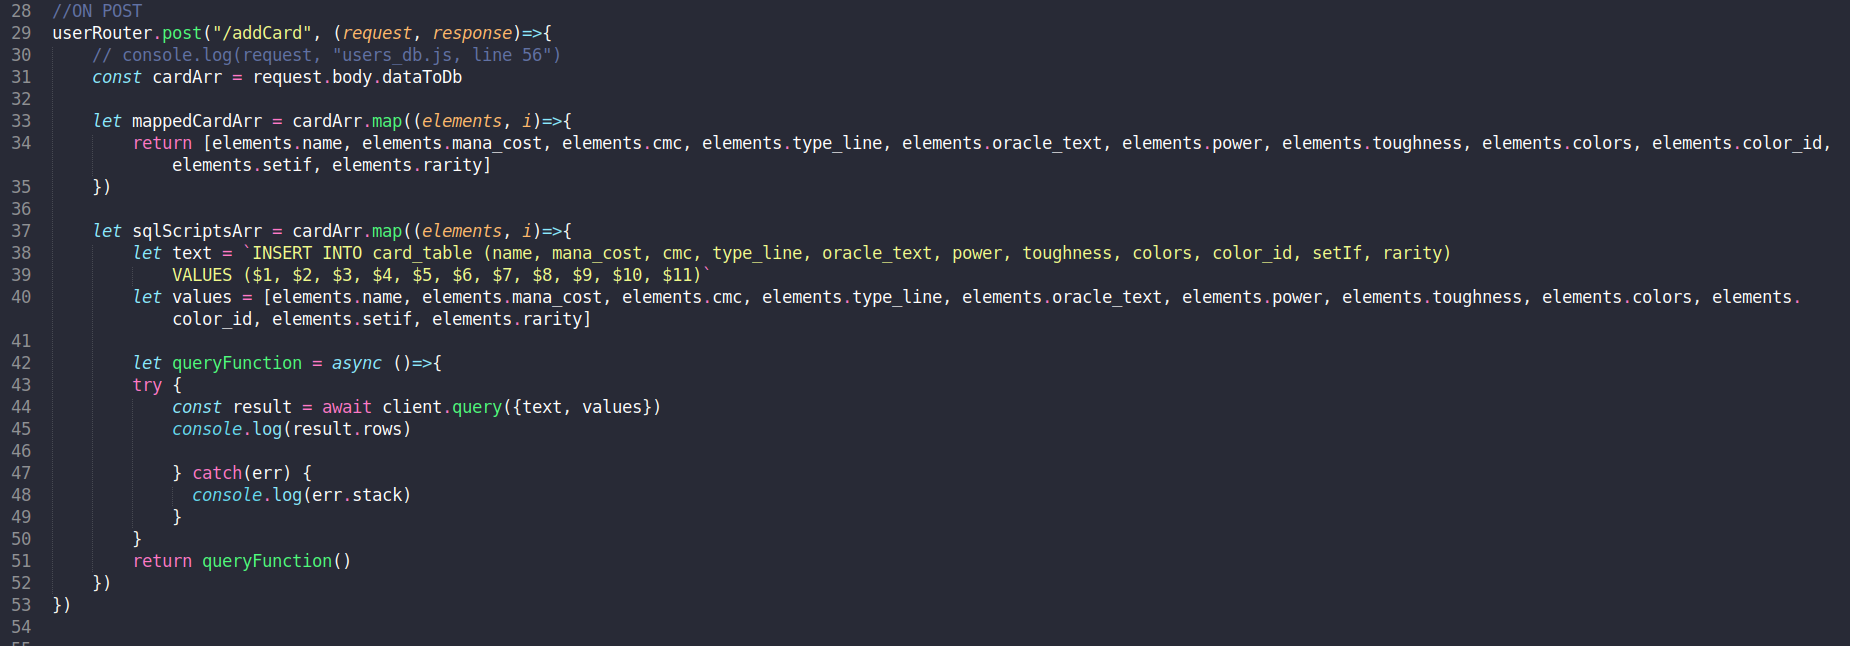 28 //ON POST
29 userRouter.post("/addCard", (request, response)=>{
30     // console.log(request, "users_db.js, line 56")
31     const cardArr = request.body.dataToDb
32
33     let mappedCardArr = cardArr.map((elements, i)=>{
34         return [elements.name, elements.mana_cost, elements.cmc, elements.type_line, elements.oracle_text, elements.power, elements.toughness, elements.colors, elements.color_id,
            elements.setif, elements.rarity]
35     })
36
37     let sqlScriptsArr = cardArr.map((elements, i)=>{
38         let text = `INSERT INTO card_table (name, mana_cost, cmc, type_line, oracle_text, power, toughness, colors, color_id, setIf, rarity)
39             VALUES ($1, $2, $3, $4, $5, $6, $7, $8, $9, $10, $11)`
40         let values = [elements.name, elements.mana_cost, elements.cmc, elements.type_line, elements.oracle_text, elements.power, elements.toughness, elements.colors, elements.
            color_id, elements.setif, elements.rarity]
41
42         let queryFunction = async ()=>{
43         try {
44             const result = await client.query({text, values})
45             console.log(result.rows)
46
47             } catch(err) {
48               console.log(err.stack)
49             }
50         }
51         return queryFunction()
52     })
53 })
54